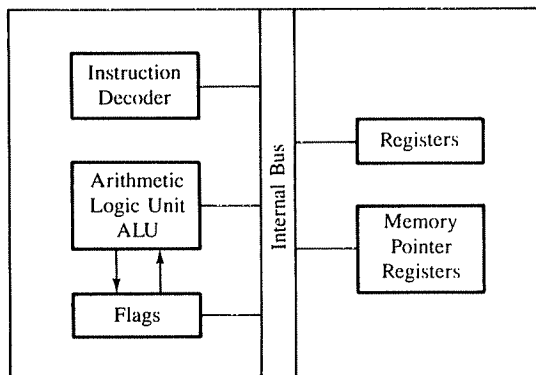 Instruction
Decoder
Arithmetic
Logic Unit
ALU
Flags
Internal Bus
Registers
Memory
Pointer
Registers